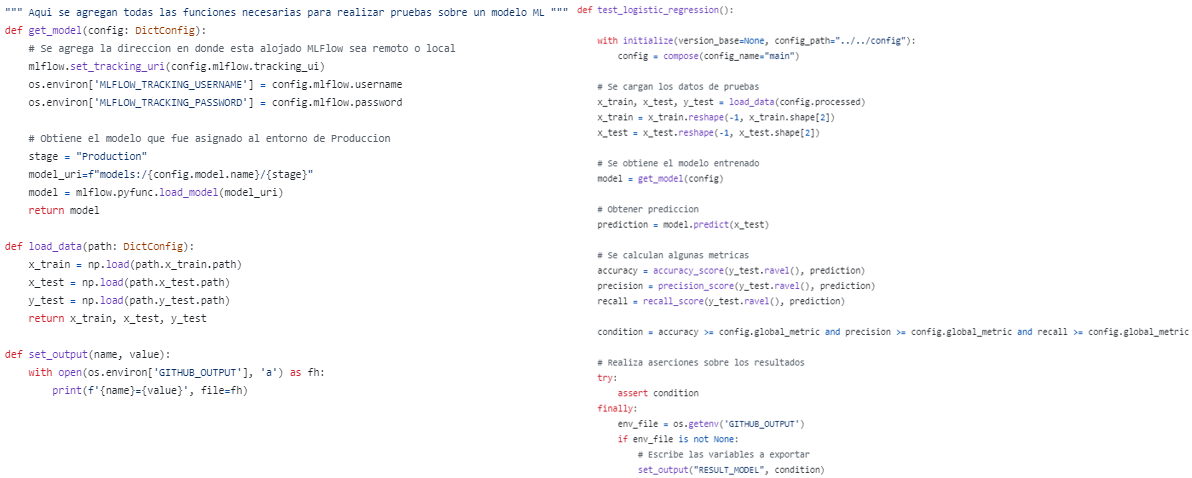 """ Aqui se agregan todas las funciones necesarias para realizar pruebas sobre un modelo ML """
def get_model(config: DictConfig):
    # Se agrega la direccion en donde esta alojado MLFlow sea remoto o local
    mlflow.set_tracking_uri(config.mlflow.tracking_ui)
    os.environ['MLFLOW_TRACKING_USERNAME'] = config.mlflow.username
    os.environ['MLFLOW_TRACKING_PASSWORD'] = config.mlflow.password

    # Obtiene el modelo que fue asignado al entorno de Produccion
    stage = "Production"
    model_uri=f"models:/{config.model.name}/{stage}"
    model = mlflow.pyfunc.load_model(model_uri)
    return model

def load_data(path: DictConfig):
    x_train = np.load(path.x_train.path)
    x_test = np.load(path.x_test.path)
    y_test = np.load(path.y_test.path)
    return x_train, x_test, y_test

def set_output(name, value):
    with open(os.environ['GITHUB_OUTPUT'], 'a') as fh:
        print(f'{name}={value}', file=fh)

def test_logistic_regression():

    with initialize(version_base=None, config_path="../../config"):
        config = compose(config_name="main")

    # Se cargan los datos de pruebas
    x_train, x_test, y_test = load_data(config.processed)
    x_train = x_train.reshape(-1, x_train.shape[2])
    x_test = x_test.reshape(-1, x_test.shape[2])

    # Se obtiene el modelo entrenado
    model = get_model(config)

    # Obtener prediccion
    prediction = model.predict(x_test)

    # Se calculan algunas metricas
    accuracy = accuracy_score(y_test.ravel(), prediction)
    precision = precision_score(y_test.ravel(), prediction)
    recall = recall_score(y_test.ravel(), prediction)

    condition = accuracy >= config.global_metric and precision >= config.global_metric and recall >= config.global_metric

    # Realiza aserciones sobre los resultados
    try:
        assert condition
    finally:
        env_file = os.getenv('GITHUB_OUTPUT')
        if env_file is not None:
            # Escribe las variables a exportar
            set_output("RESULT_MODEL", condition)